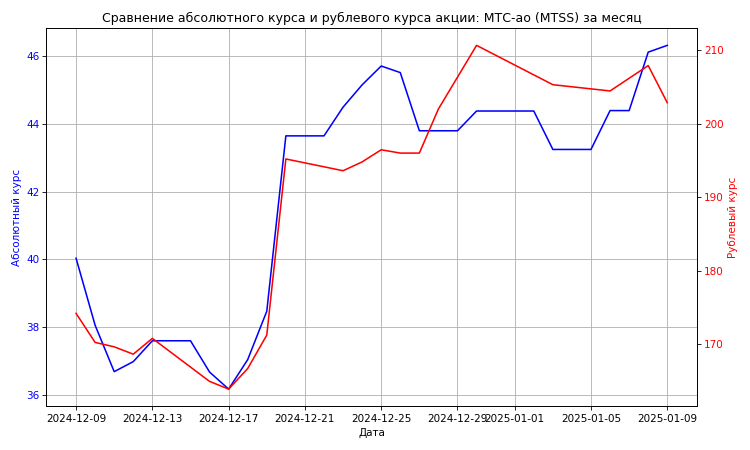 Сравнение абсолютного курса и рублевого курса акции: МТС-ао (MTSS) за месяц
Абсолютный курс
46
44
42
40
38
36
210
200
190
180
170
Рублевый курс
2024-12-09 2024-12-13 2024-12-17 2024-12-21 2024-12-25 2024-12-29 2025-01-01 2025-01-05 2025-01-09
Дата